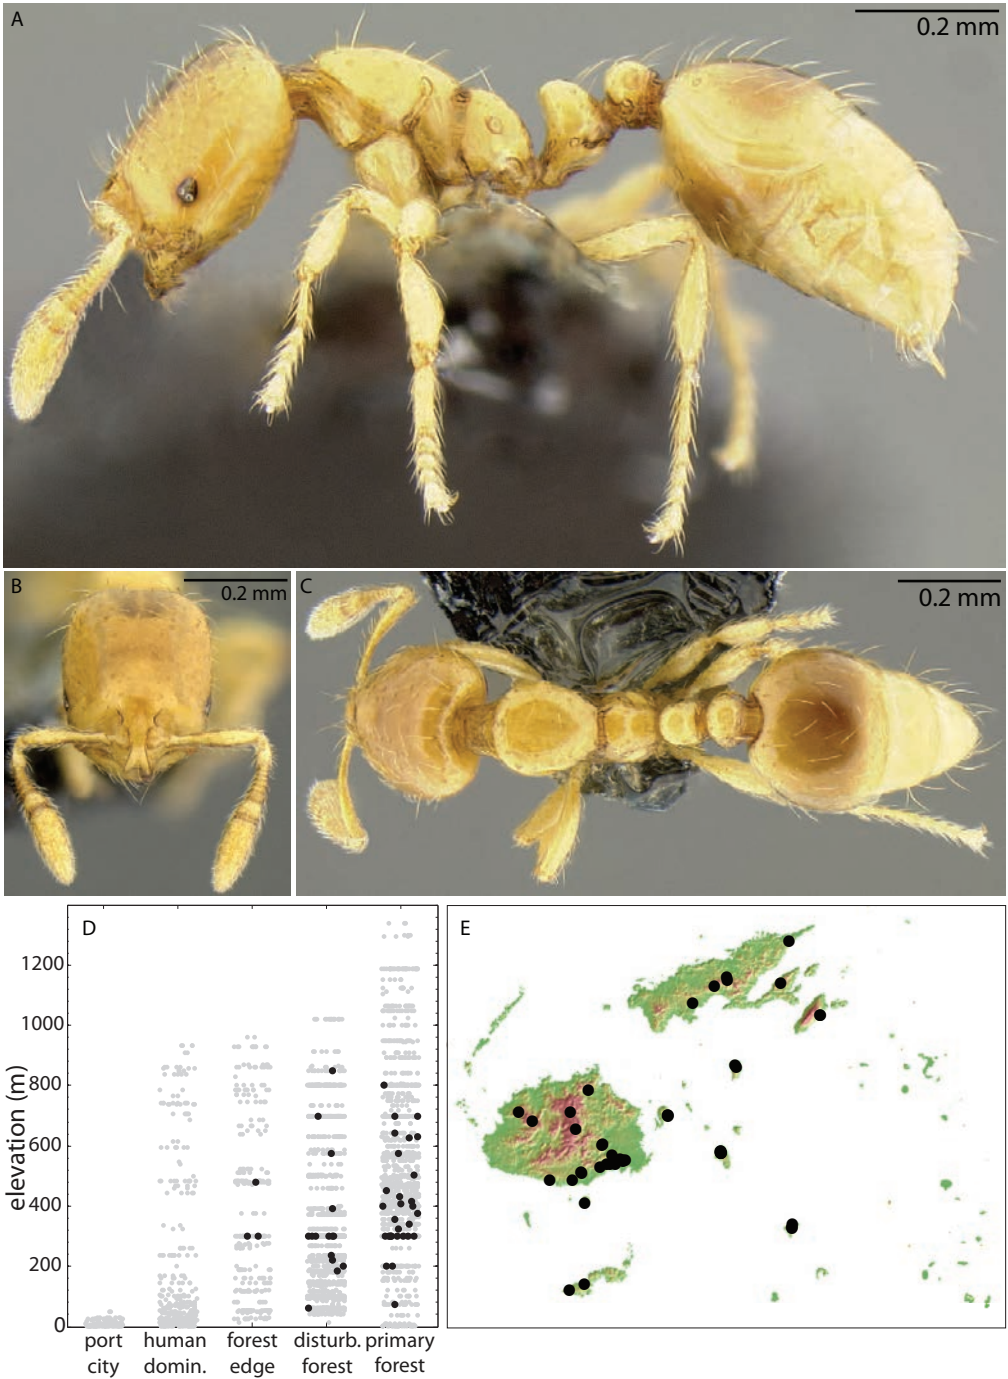 A
0.2 mm
B
0.2 mm
C
0.2 mm
D
E
elevation (m)
1200
1000
800
600
400
200
0
port city
human domin.
forest edge
disturb. forest
primary forest